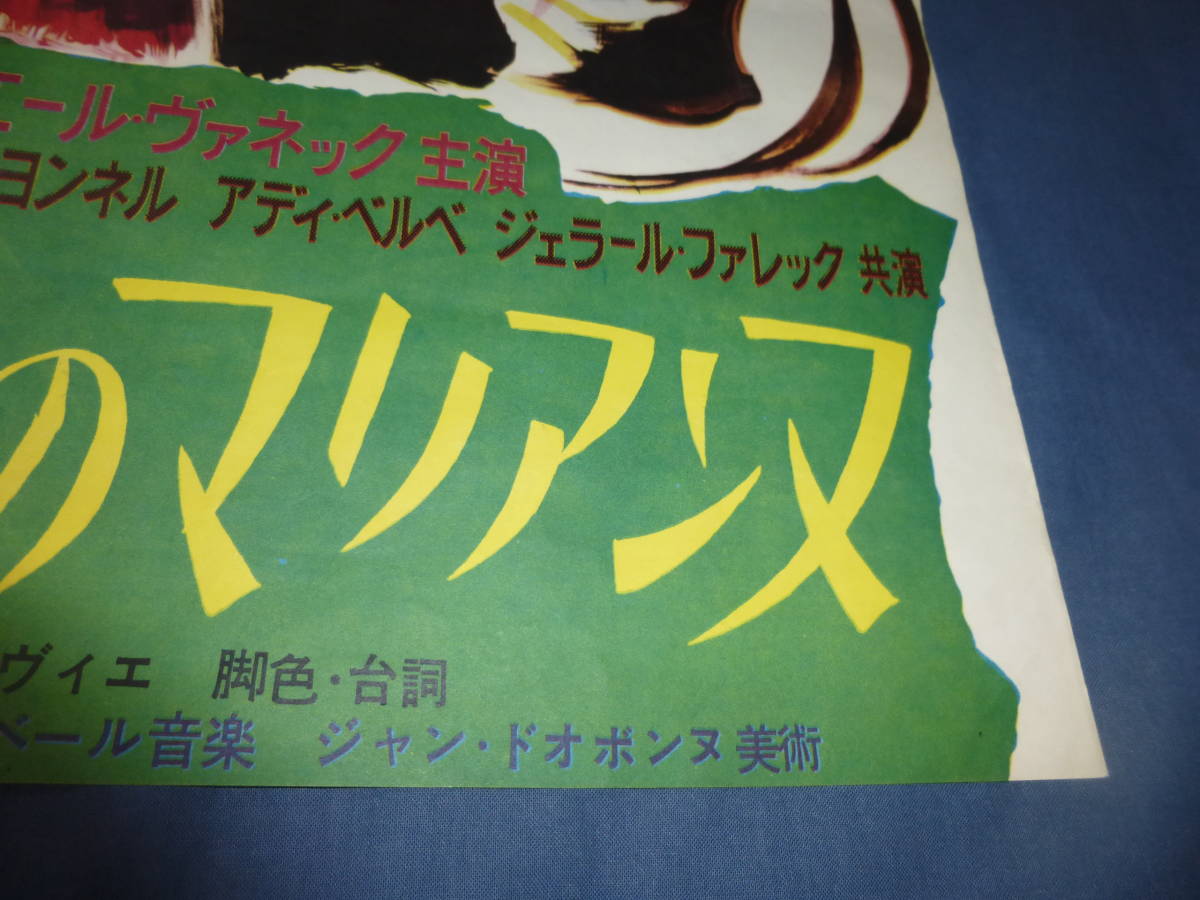 エール・ヴァネック 主演
ヨンネル アディ・ベルベ ジェラール・ファレック 共演
のマリアンヌ
ヴィエ 脚色・台詞
ベール 音楽 ジャン・ドオボンヌ 美術